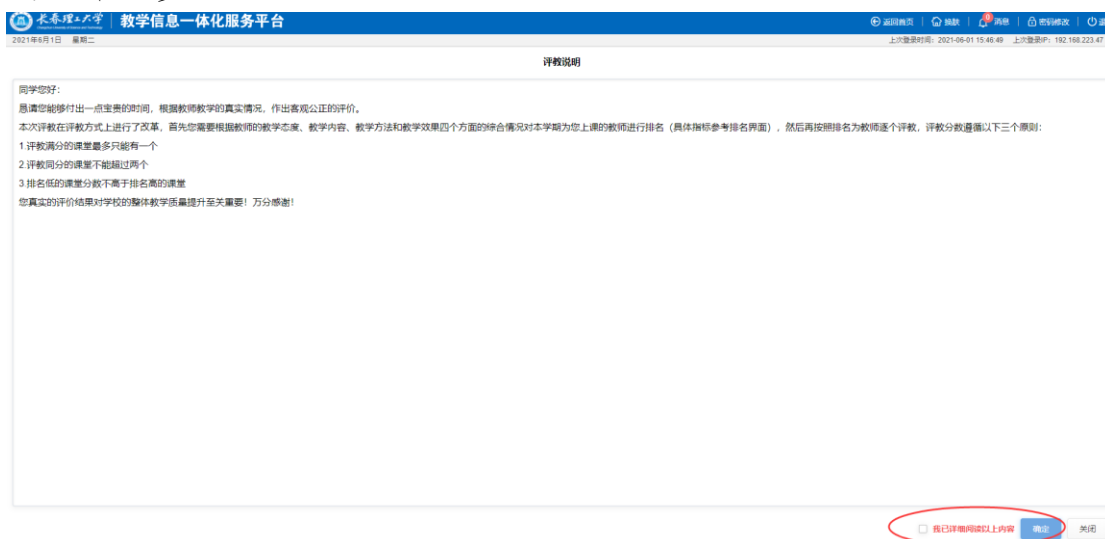 长春理工大学 教学信息一体化服务平台 返回首页 换肤 0 消息 密码修改
2021年6月1日 星期二 上次登录时间：2021-06-01 15:46:49 上次登录IP：192.168.223.47
评教说明
同学您好：
恳请您能够付出一点宝贵的时间，根据教师教学的真实情况，作出客观公正的评价。
本次评教在评教方式上进行了改革，首先您需要根据教师的教学态度、教学内容、教学方法和教学效果四个方面的综合情况对本学期为您上课的教师进行排名（具体指标参考排名界面），然后再按照排名为教师逐个评教，评教分数遵循以下三个原则：
1.评教满分的课堂最多只能有一个
2.评教同分的课堂不能超过两个
3.排名低的课堂分数不高于排名高的课堂
您真实的评价结果对学校的整体教学质量提升至关重要！万分感谢！
我已详细阅读以上内容 确定 关闭